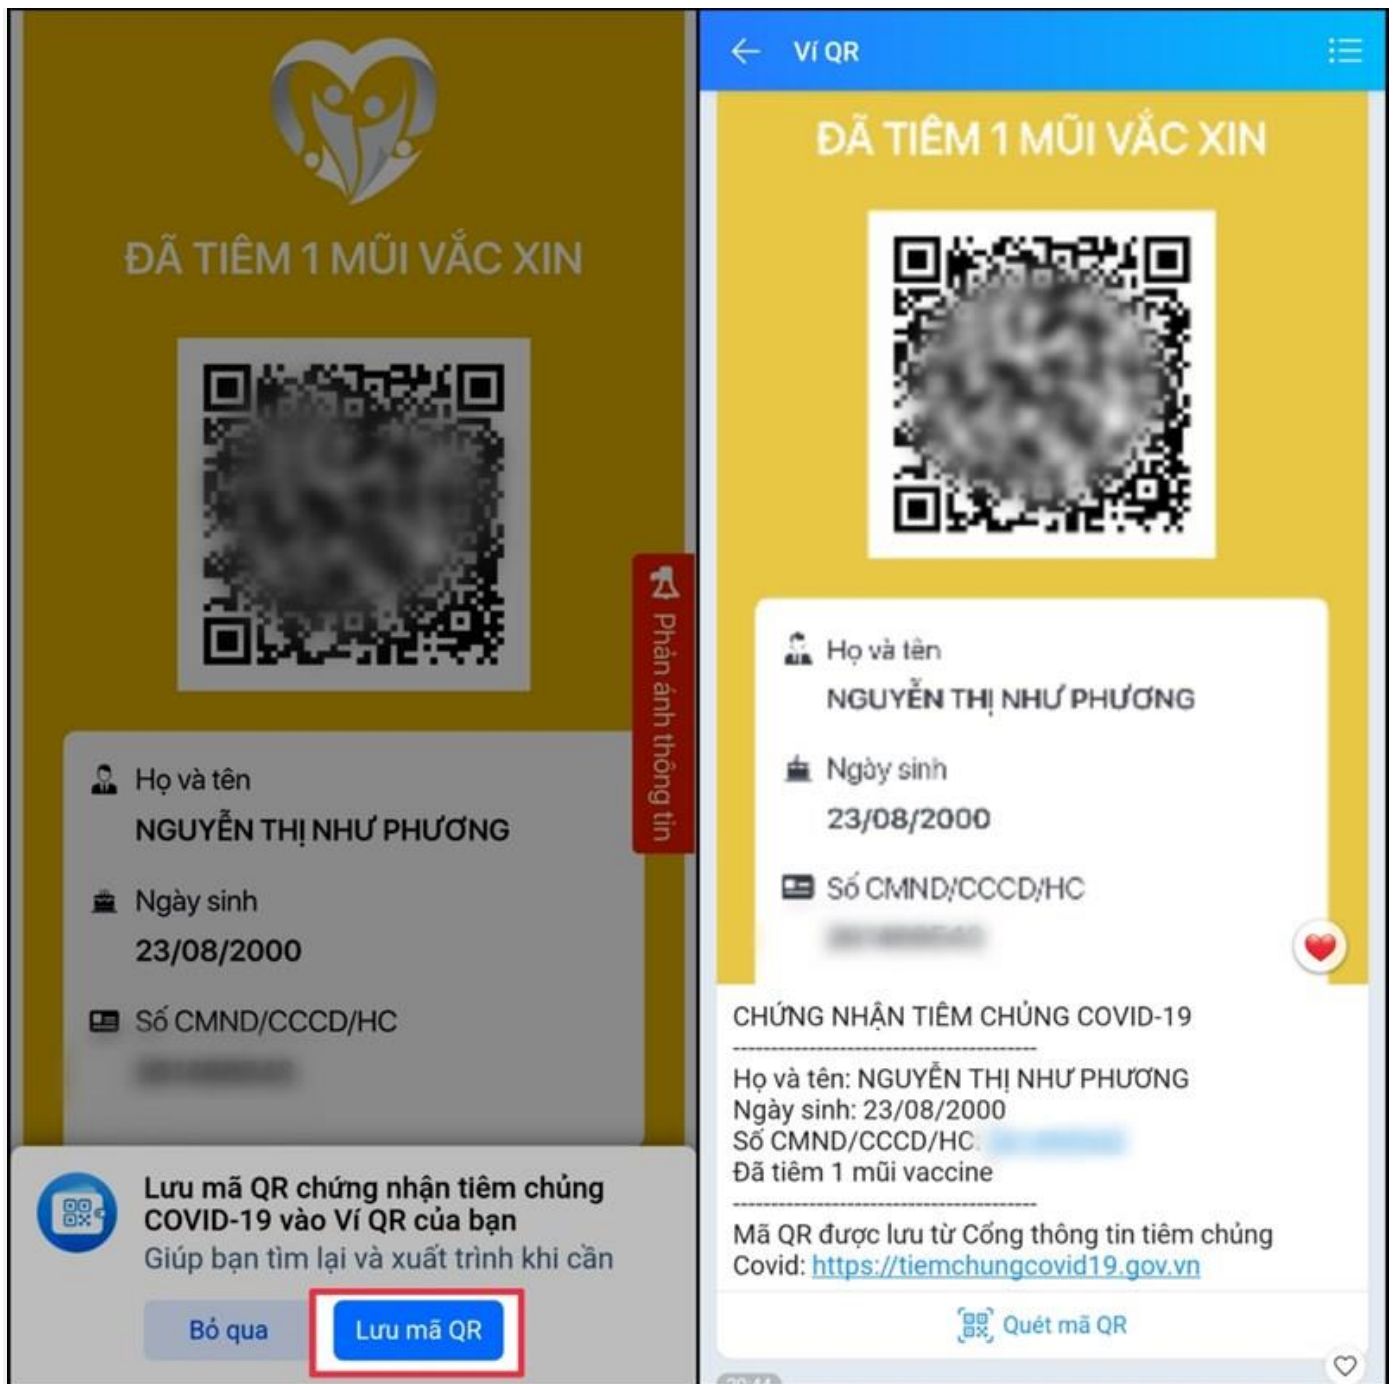 ĐÃ TIÊM 1 MŨI VẮC XIN
Phản ánh thông tin
Họ và tên
NGUYỄN THỊ NHƯ PHƯƠNG
Ngày sinh
23/08/2000
Số CMND/CCCD/HC
Lưu mã QR chứng nhận tiêm chủng
COVID-19 vào Ví QR của bạn
Giúp bạn tìm lại và xuất trình khi cần
Bỏ qua
Lưu mã QR
Ví QR
ĐÃ TIÊM 1 MŨI VẮC XIN
Họ và tên
NGUYỄN THỊ NHƯ PHƯƠNG
Ngày sinh
23/08/2000
Số CMND/CCCD/HC
CHỨNG NHẬN TIÊM CHỦNG COVID-19
----------------------------------------
Họ và tên: NGUYỄN THỊ NHƯ PHƯƠNG
Ngày sinh: 23/08/2000
Số CMND/CCCD/HC:
Đã tiêm 1 mũi vaccine
----------------------------------------
Mã QR được lưu từ Cổng thông tin tiêm chủng
Covid: https://tiemchungcovid19.gov.vn
Quét mã QR